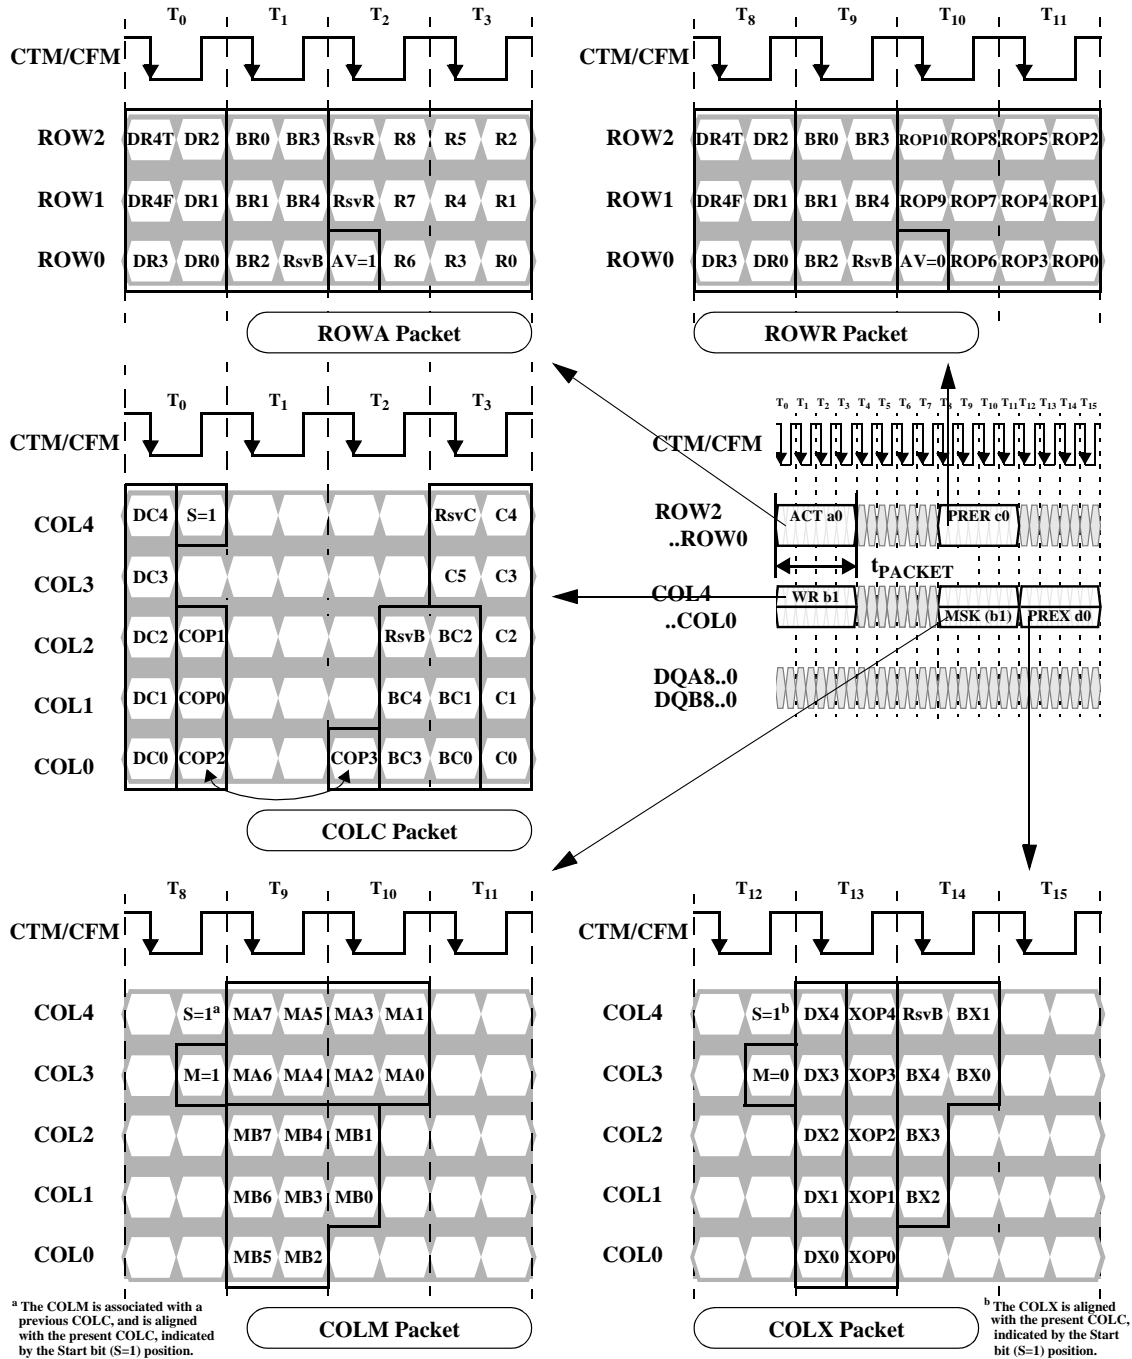 T0 T1 T2 T3
CTM/CFM
ROW2 DR4T DR2 BR0 BR3 RsvR R8 R5 R2
ROW1 DR4F DR1 BR1 BR4 RsvR R7 R4 R1
ROW0 DR3 DR0 BR2 RsvB AV=1 R6 R3 R0
ROWA Packet
T8 T9 T10 T11
CTM/CFM
ROW2 DR4T DR2 BR0 BR3 ROP10 ROP8 ROP5 ROP2
ROW1 DR4F DR1 BR1 BR4 ROP9 ROP7 ROP4 ROP1
ROW0 DR3 DR0 BR2 RsvB AV=0 ROP6 ROP3 ROP0
ROWR Packet
T0 T1 T2 T3
CTM/CFM
COL4 DC4 S=1 RsvC C4
COL3 DC3 C5 C3
COL2 DC2 COP1 RsvB BC2 C2
COL1 DC1 COP0 BC4 BC1 C1
COL0 DC0 COP2 COP3 BC3 BC0 C0
COLC Packet
T0 T1 T2 T3 T4 T5 T6 T7 T8 T9 T10 T11 T12 T13 T14 T15
CTM/CFM
ROW2 ACT a0 PRER c0
..ROW0
tPACKET
COL4 WR b1
..COL0 MSK (b1) PREX d0
DQA8..0
DQB8..0
T8 T9 T10 T11
CTM/CFM
COL4 S=1a MA7 MA5 MA3 MA1
COL3 M=1 MA6 MA4 MA2 MA0
COL2 MB7 MB4 MB1
COL1 MB6 MB3 MB0
COL0 MB5 MB2
a The COLM is associated with a
previous COLC, and is aligned
with the present COLC, indicated
by the Start bit (S=1) position.
COLM Packet
T12 T13 T14 T15
CTM/CFM
COL4 S=1b DX4 XOP4 RsvB BX1
COL3 M=0 DX3 XOP3 BX4 BX0
COL2 DX2 XOP2 BX3
COL1 DX1 XOP1 BX2
COL0 DX0 XOP0
COLX Packet
b The COLX is aligned
with the present COLC,
indicated by the Start
bit (S=1) position.